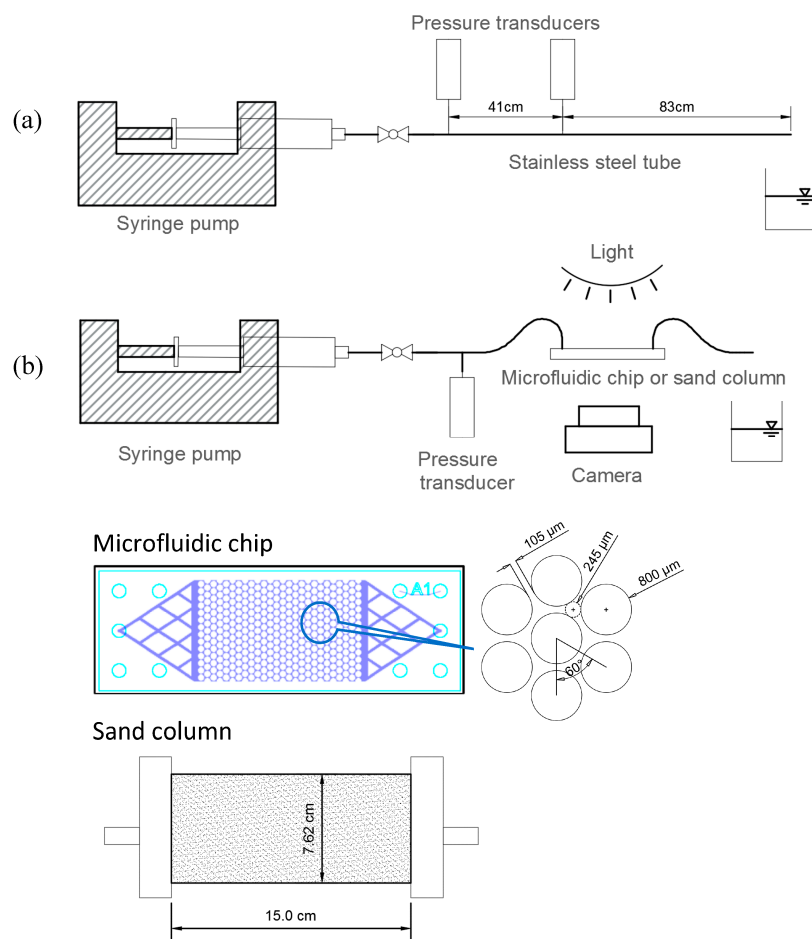 Pressure transducers
(a)
41cm
83cm
Stainless steel tube
Syringe pump
Light
(b)
Microfluidic chip or sand column
Syringe pump
Pressure
transducer
Camera
Microfluidic chip
A1
105 µm
245 µm
800 µm
60°
Sand column
7.62 cm
15.0 cm